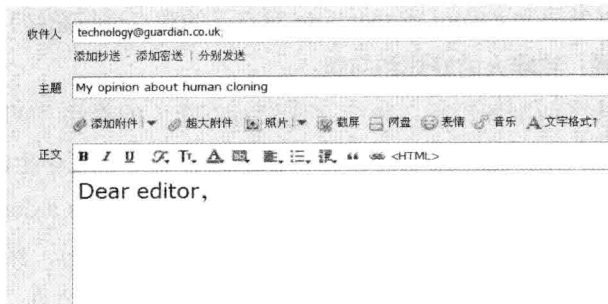 收件人 technology@guardian.co.uk;
添加抄送 - 添加密送 | 分别发送
主题 My opinion about human cloning
添加附件 | 超大附件 照片 | 截屏 网盘 表情 音乐 A 文字格式↑
正文 B I U <HTML>
Dear editor,